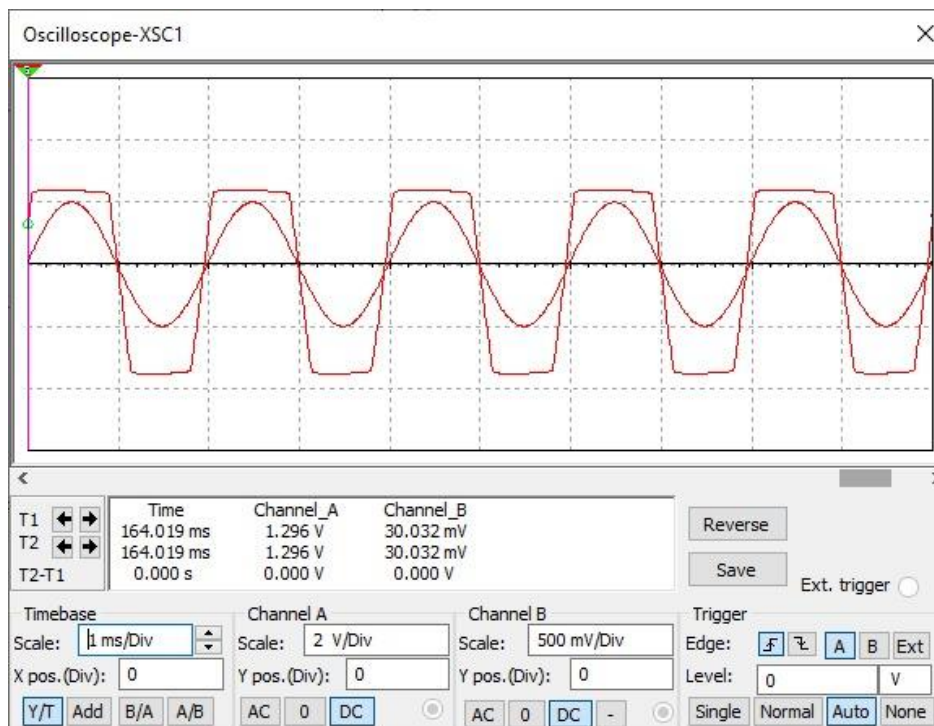 Oscilloscope-XSC1
Time Channel_A Channel_B
T1 164.019 ms 1.296 V 30.032 mV
T2 164.019 ms 1.296 V 30.032 mV
T2-T1 0.000 s 0.000 V 0.000 V
Reverse
Save
Ext. trigger
Timebase
Scale: 1 ms/Div
X pos.(Div): 0
Y/T Add B/A A/B
Channel A
Scale: 2 V/Div
Y pos.(Div): 0
AC 0 DC
Channel B
Scale: 500 mV/Div
Y pos.(Div): 0
AC 0 DC -
Trigger
Edge: A B Ext
Level: 0 V
Single Normal Auto None